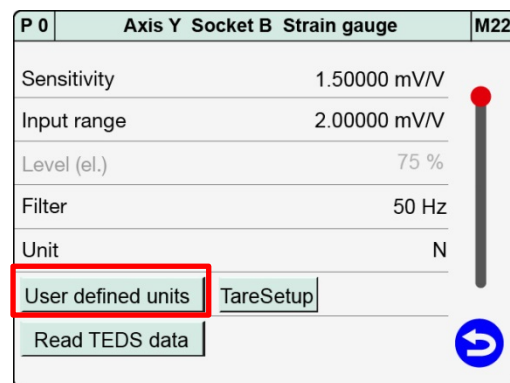 P 0 Axis Y Socket B Strain gauge M22
Sensitivity 1.50000 mV/V
Input range 2.00000 mV/V
Level (el.) 75 %
Filter 50 Hz
Unit N
User defined units TareSetup
Read TEDS data